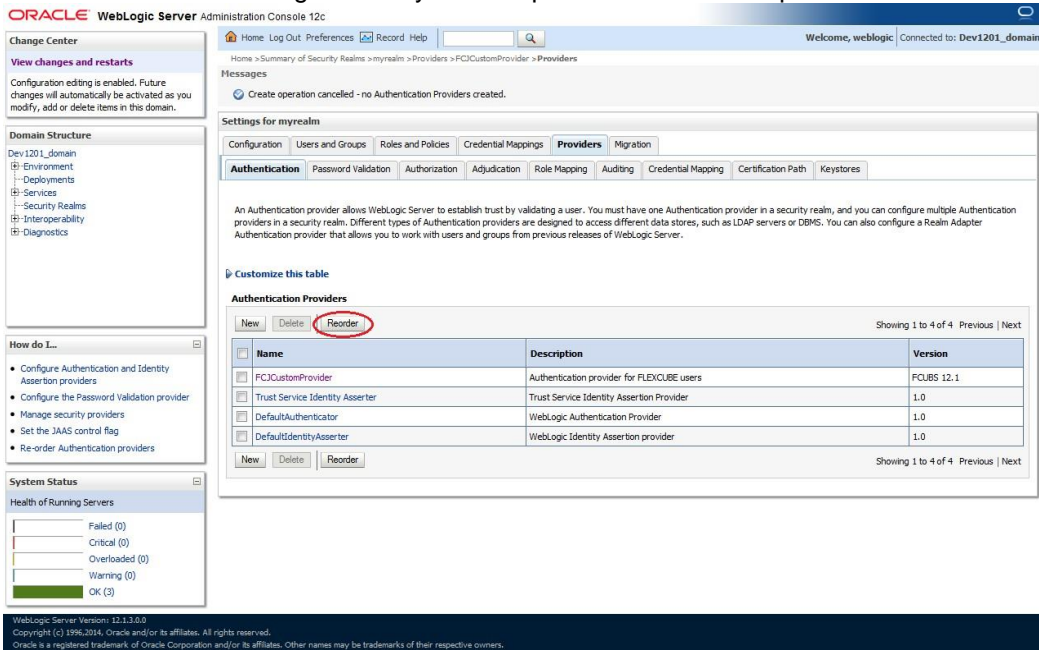 ORACLE WebLogic Server Administration Console 12c
Change Center
View changes and restarts
Configuration editing is enabled. Future
changes will automatically be activated as you
modify, add or delete items in this domain.
Domain Structure
Dev1201_domain
Environment
Deployments
Services
Security Realms
Interoperability
Diagnostics
How do I...
Configure Authentication and Identity
Assertion providers
Configure the Password Validation provider
Manage security providers
Set the JAAS control flag
Re-order Authentication providers
System Status
Health of Running Servers
Failed (0)
Critical (0)
Overloaded (0)
Warning (0)
OK (3)
Home Log Out Preferences Record Help
Welcome, weblogic Connected to: Dev1201_domain
Home >Summary of Security Realms >myrealm >Providers >FCJCustomProvider >Providers
Messages
Create operation cancelled - no Authentication Providers created.
Settings for myrealm
Configuration Users and Groups Roles and Policies Credential Mappings Providers Migration
Authentication Password Validation Authorization Adjudication Role Mapping Auditing Credential Mapping Certification Path Keystores
An Authentication provider allows WebLogic Server to establish trust by validating a user. You must have one Authentication provider in a security realm, and you can configure multiple Authentication
providers in a security realm. Different types of Authentication providers are designed to access different data stores, such as LDAP servers or DBMS. You can also configure a Realm Adapter
Authentication provider that allows you to work with users and groups from previous releases of WebLogic Server.
Customize this table
Authentication Providers
New Delete Reorder Showing 1 to 4 of 4 Previous | Next
Name Description Version
FCJCustomProvider Authentication provider for FLEXCUBE users FCUBS 12.1
Trust Service Identity Asserter Trust Service Identity Assertion Provider 1.0
DefaultAuthenticator WebLogic Authentication Provider 1.0
DefaultIdentityAsserter WebLogic Identity Assertion provider 1.0
New Delete Reorder Showing 1 to 4 of 4 Previous | Next
WebLogic Server Version: 12.1.3.0.0
Copyright (c) 1996,2014, Oracle and/or its affiliates. All rights reserved.
Oracle is a registered trademark of Oracle Corporation and/or its affiliates. Other names may be trademarks of their respective owners.